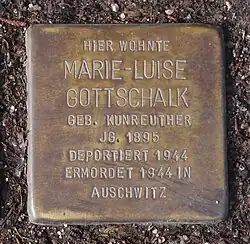 HIER WOHNTE
MARIE-LUISE
GOTTSCHALK
GEB. KUNREUTHER
JG. 1895
DEPORTIERT 1944
ERMORDET 1944 IN
AUSCHWITZ